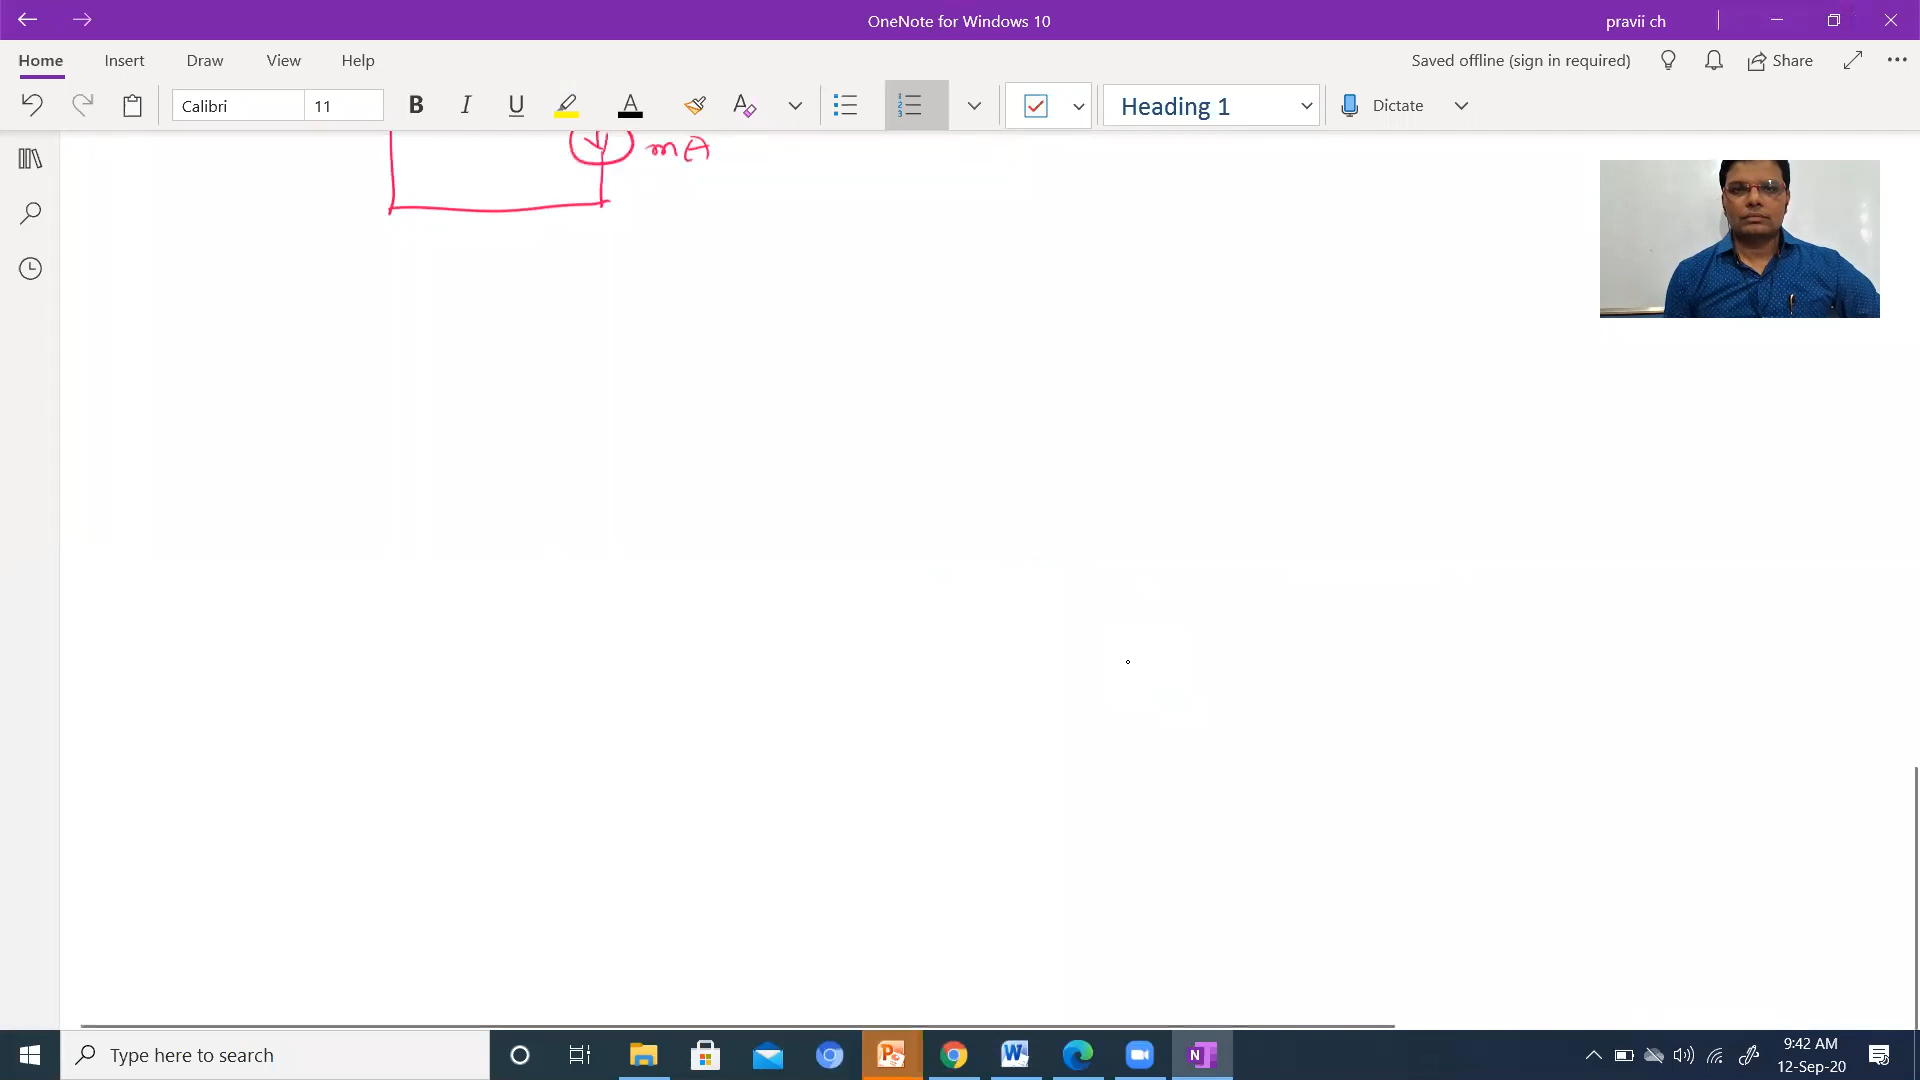 OneNote for Windows 10
pravii ch
Home Insert Draw View Help
Saved offline (sign in required)
Share
Calibri 11 B I U A A
Heading 1
Dictate
mA
Type here to search
9:42 AM
12-Sep-20